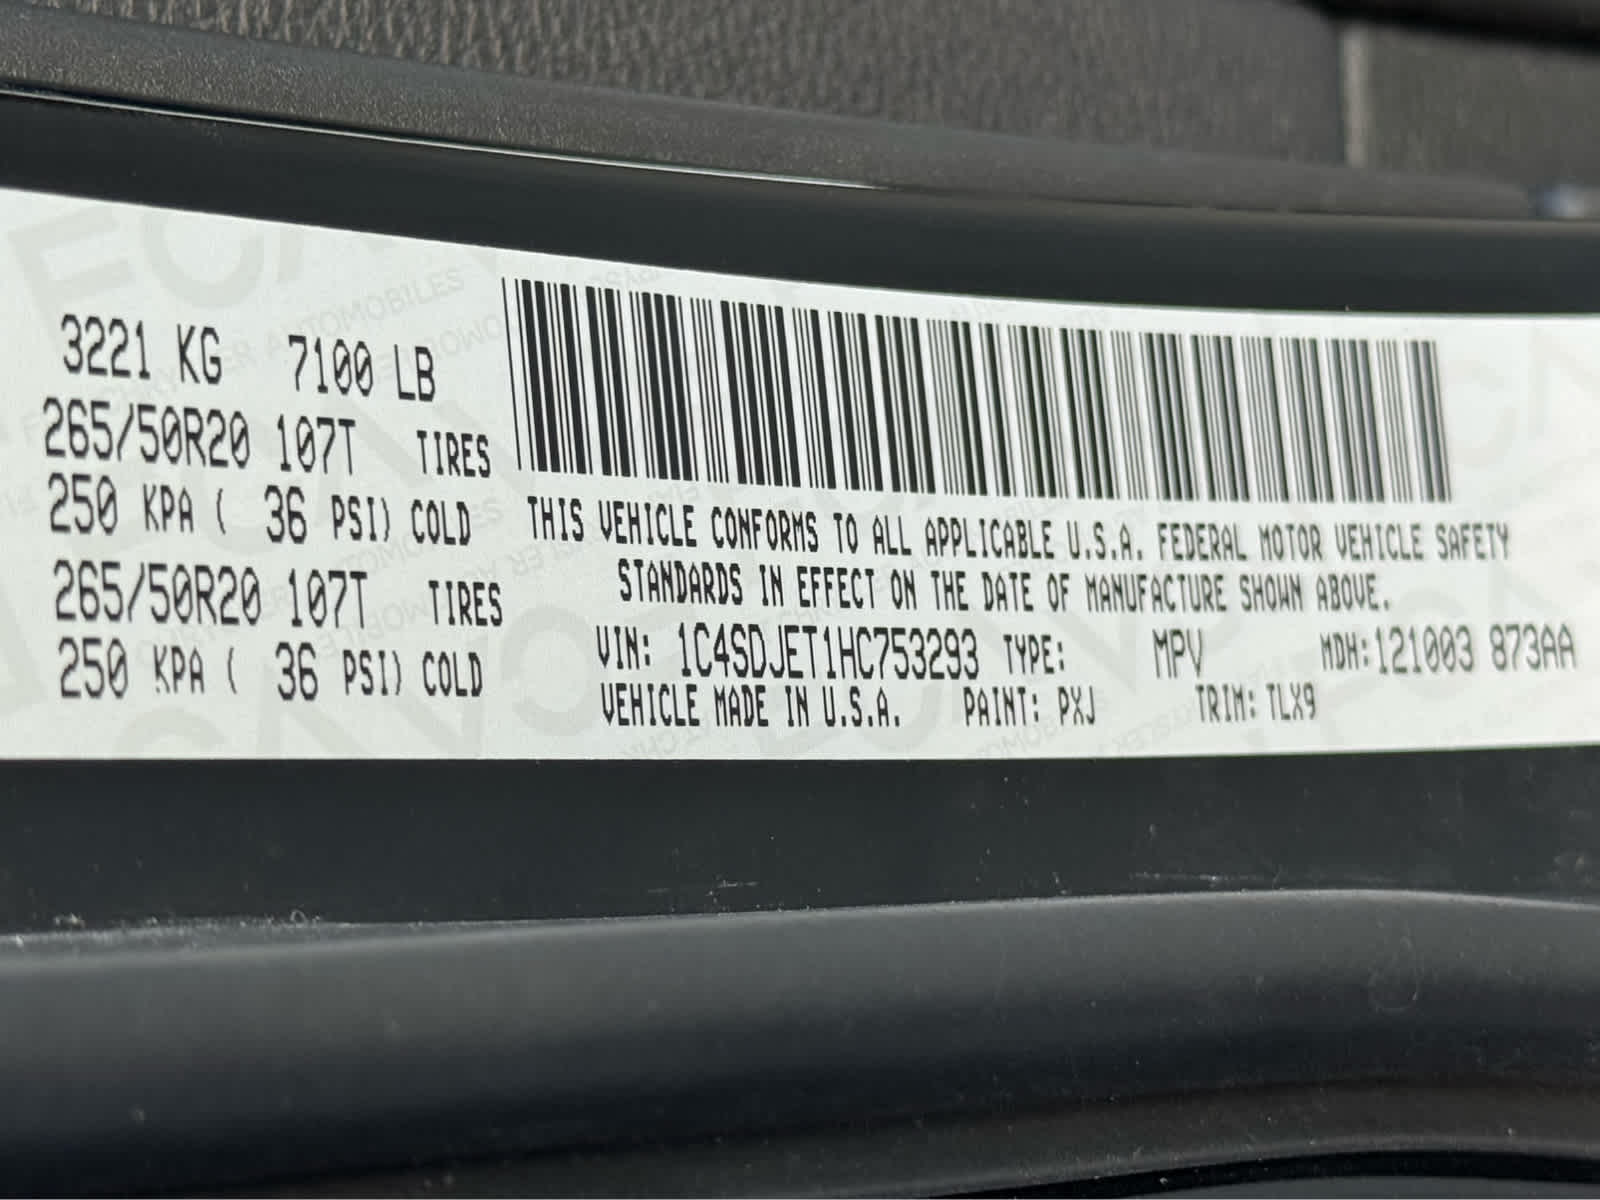 3221 KG 7100 LB
265/50R20 107T TIRES
250 KPA ( 36 PSI) COLD
265/50R20 107T TIRES
250 KPA ( 36 PSI) COLD
THIS VEHICLE CONFORMS TO ALL APPLICABLE U.S.A. FEDERAL MOTOR VEHICLE SAFETY
STANDARDS IN EFFECT ON THE DATE OF MANUFACTURE SHOWN ABOVE.
VIN: 1C4SDJET1HC753293 TYPE: MPV MDH:121003 873AA
VEHICLE MADE IN U.S.A. PAINT: PXJ TRIM: TLX9